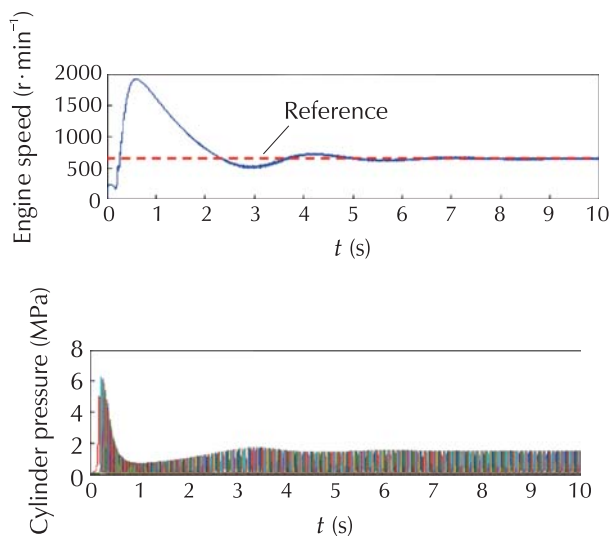 Engine speed (r·min⁻¹)
2000
1500
1000
500
0
Reference
0 1 2 3 4 5 6 7 8 9 10
t (s)
Cylinder pressure (MPa)
8
6
4
2
0
0 1 2 3 4 5 6 7 8 9 10
t (s)